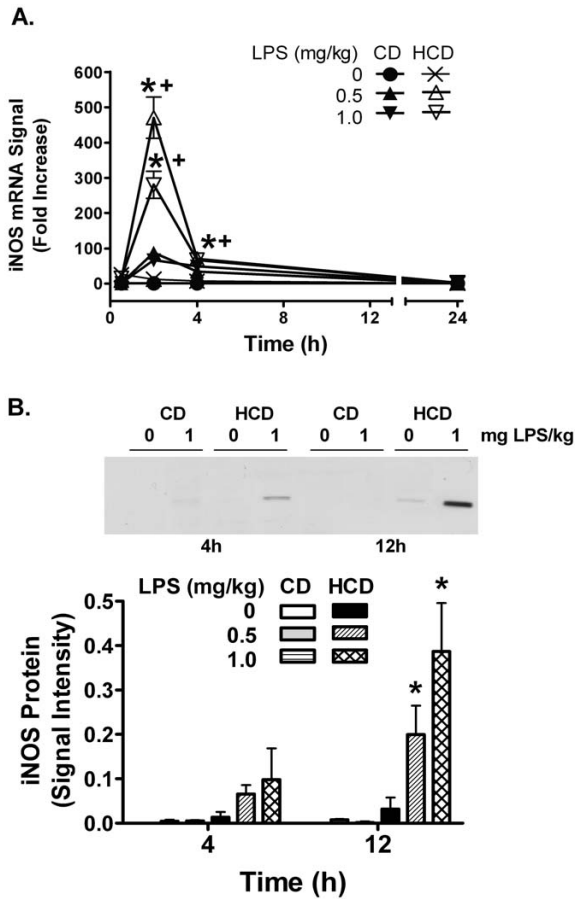 A.
LPS (mg/kg) CD HCD
0
0.5
1.0
iNOS mRNA Signal
(Fold Increase)
600
500
400
300
200
100
0
*+
*+
*+
0 4 8 12 24
Time (h)
B.
CD HCD CD HCD
0 1 0 1 0 1 0 1 mg LPS/kg
4h 12h
LPS (mg/kg) CD HCD
0
0.5
1.0
iNOS Protein
(Signal Intensity)
0.5
0.4
0.3
0.2
0.1
0.0
*
*
4 12
Time (h)